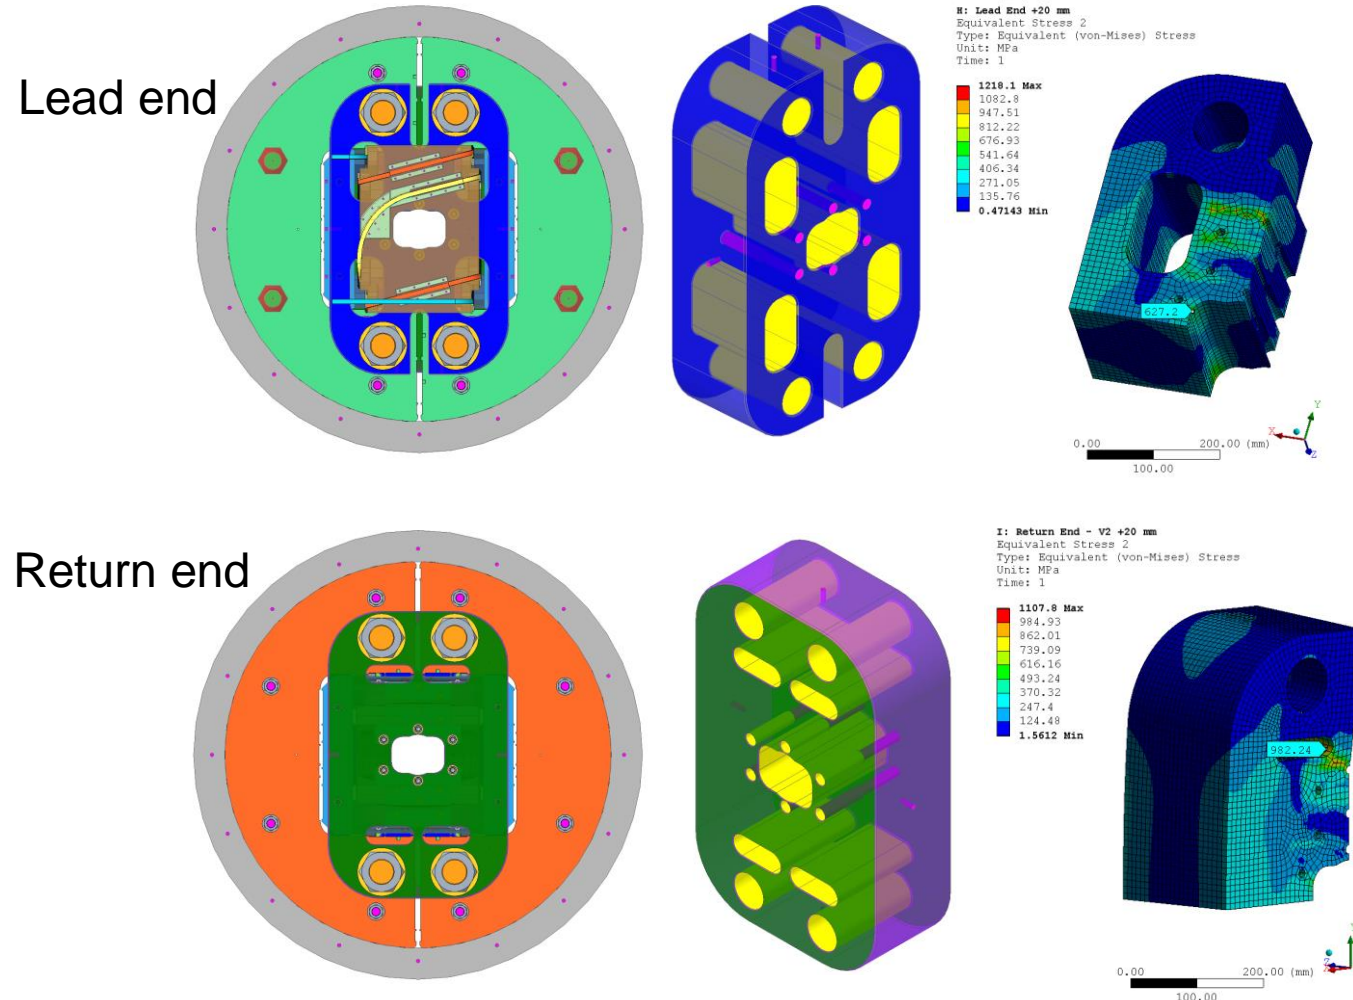 Lead end
H: Lead End +20 mm
Equivalent Stress 2
Type: Equivalent (von-Mises) Stress
Unit: MPa
Time: 1
1218.1 Max
1082.8
947.51
812.22
676.93
541.64
406.34
271.05
135.76
0.47143 Min
627.2
Y
X
Z
0.00
200.00 (mm)
100.00
Return end
I: Return End - V2 +20 mm
Equivalent Stress 2
Type: Equivalent (von-Mises) Stress
Unit: MPa
Time: 1
1107.8 Max
984.93
862.01
739.09
616.16
493.24
370.32
247.4
124.48
1.5612 Min
982.24
0.00
200.00 (mm)
100.00